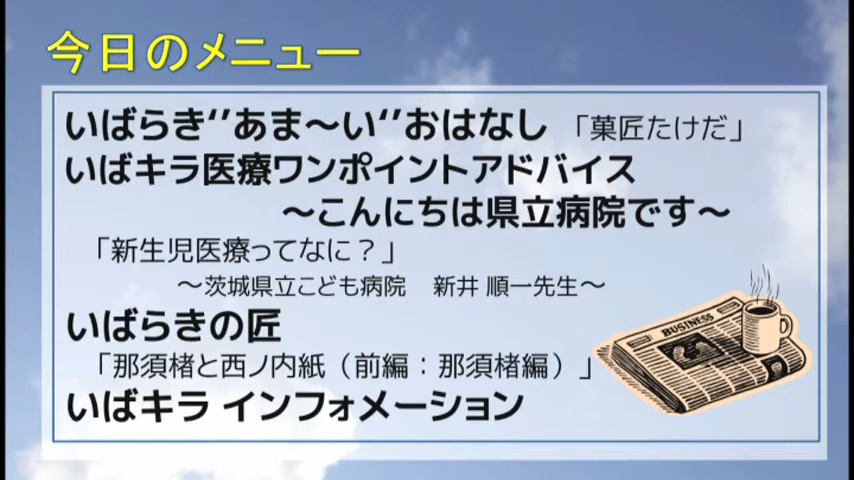 今日のメニュー
いばらき‘’あま～い‘’おはなし 「菓匠たけだ」
いばキラ医療ワンポイントアドバイス
～こんにちは県立病院です～
「新生児医療ってなに？」
～茨城県立こども病院　新井 順一先生～
いばらきの匠
「那須楮と西ノ内紙（前編：那須楮編）」
いばキラ インフォメーション
BUSINESS